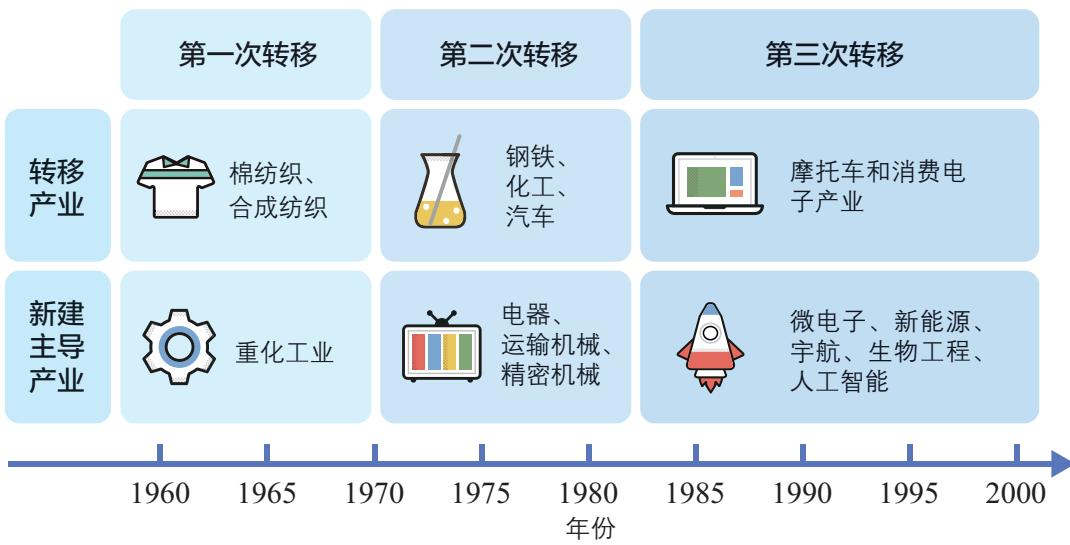 第一次转移
第二次转移
第三次转移
转移
产业
棉纺织、
合成纺织
钢铁、
化工、
汽车
摩托车和消费电
子产业
新建
主导
产业
重化工业
电器、
运输机械、
精密机械
微电子、新能源、
宇航、生物工程、
人工智能
1960
1965
1970
1975
1980
1985
1990
1995
2000
年份